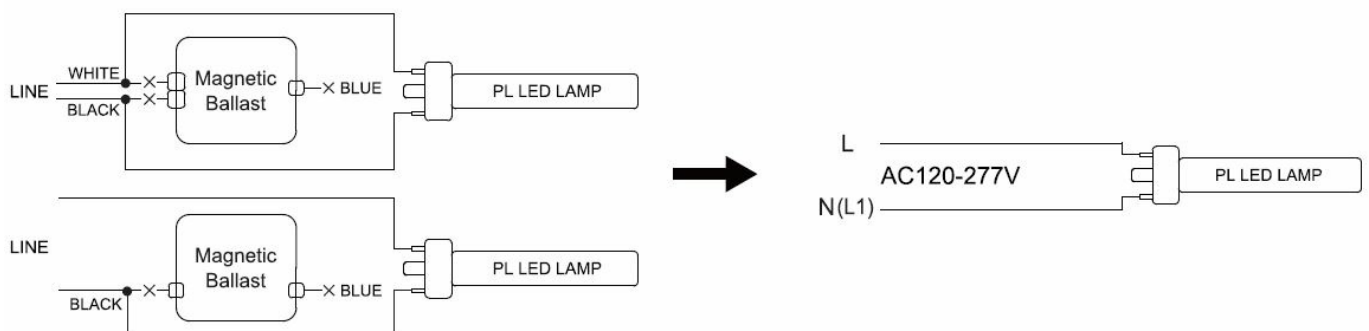 WHITE
LINE
BLACK
Magnetic
Ballast
BLUE
PL LED LAMP
LINE
BLACK
Magnetic
Ballast
BLUE
PL LED LAMP
L
AC120-277V
N(L1)
PL LED LAMP